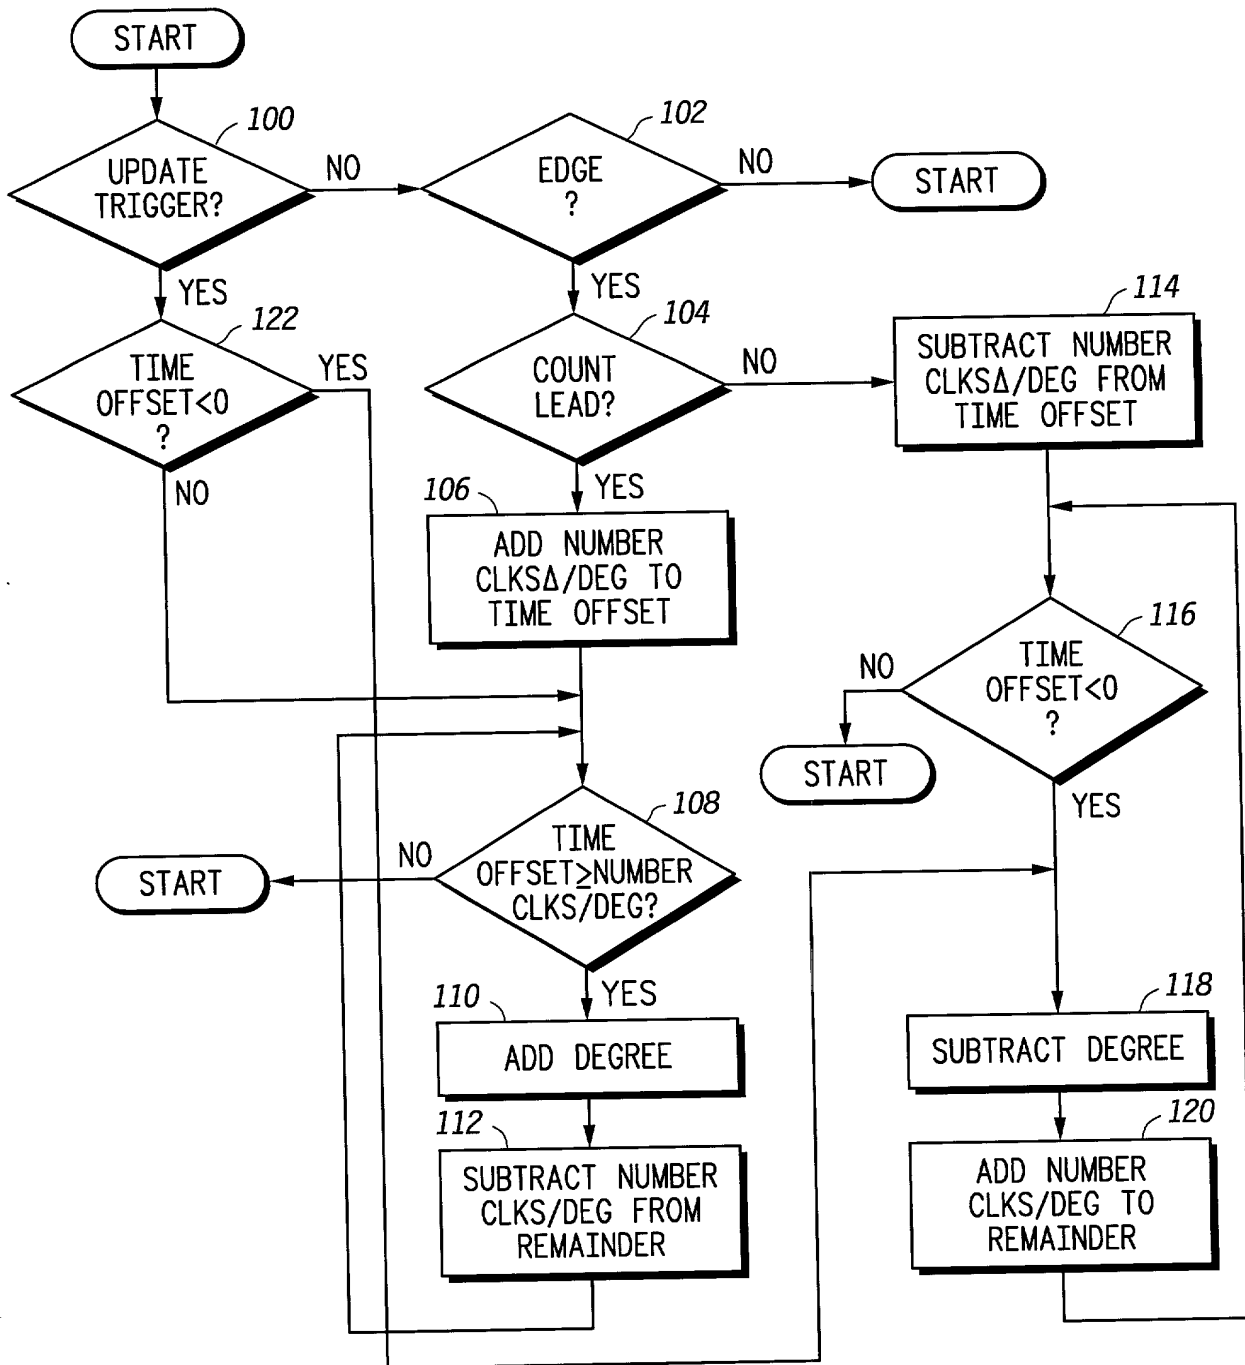 START
100
UPDATE
TRIGGER?
NO
102
EDGE
?
NO
START
YES
YES
122
TIME
OFFSET<0
?
YES
NO
104
COUNT
LEAD?
NO
114
SUBTRACT NUMBER
CLKSΔ/DEG FROM
TIME OFFSET
YES
106
ADD NUMBER
CLKSΔ/DEG TO
TIME OFFSET
116
TIME
OFFSET<0
?
NO
START
YES
108
TIME
OFFSET≥NUMBER
CLKS/DEG?
NO
START
YES
110
ADD DEGREE
118
SUBTRACT DEGREE
112
SUBTRACT NUMBER
CLKS/DEG FROM
REMAINDER
120
ADD NUMBER
CLKS/DEG TO
REMAINDER